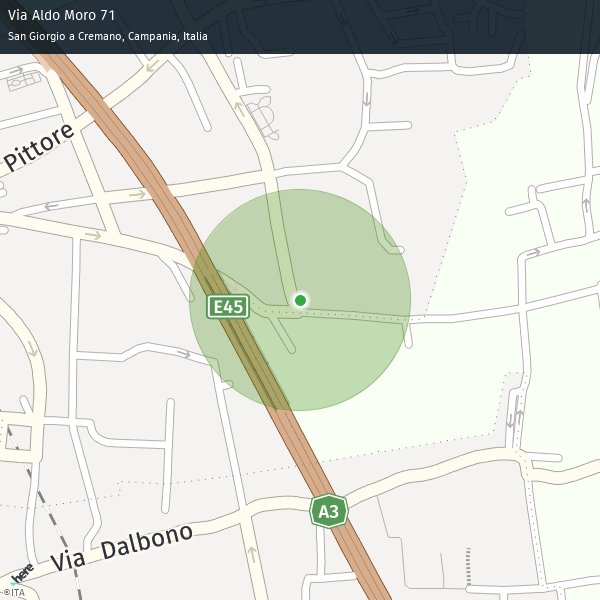 Via Aldo Moro 71
San Giorgio a Cremano, Campania, Italia
Pittore
E45
A3
Via Dalbono
here
©ITA